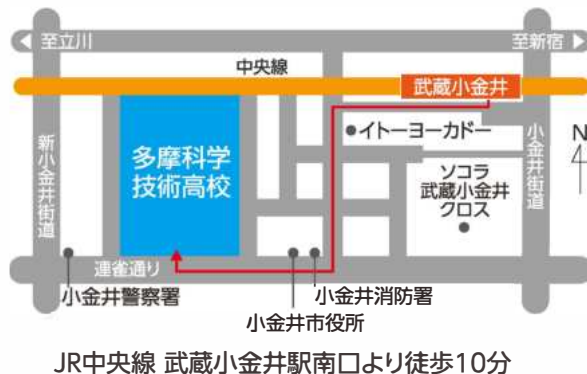 至立川
至新宿
中央線
武蔵小金井
イトーヨーカドー
N
新小金井街道
多摩科学
技術高校
ソコラ
武蔵小金井
クロス
小金井街道
連雀通り
小金井警察署
小金井消防署
小金井市役所
JR中央線 武蔵小金井駅南口より徒歩10分